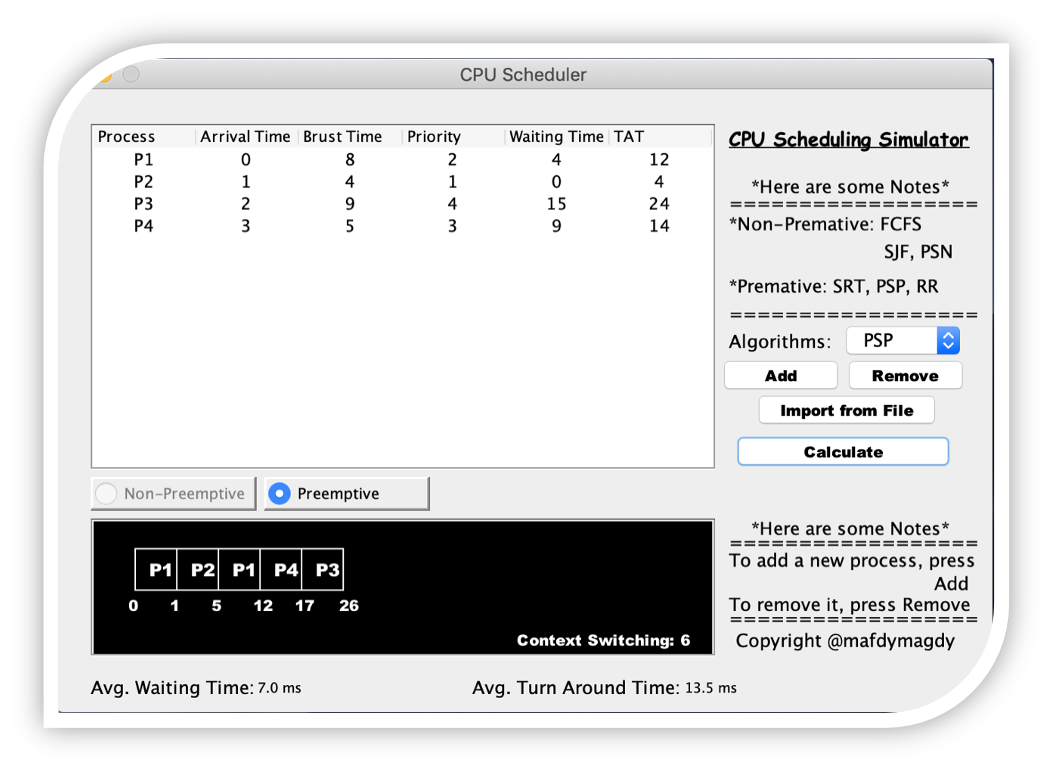 CPU Scheduler
Process Arrival Time Brust Time Priority Waiting Time TAT
P1 0 8 2 4 12
P2 1 4 1 0 4
P3 2 9 4 15 24
P4 3 5 3 9 14
CPU Scheduling Simulator
*Here are some Notes*
==================
*Non-Premative: FCFS
SJF, PSN
*Premative: SRT, PSP, RR
==================
Algorithms: PSP
Add Remove
Import from File
Calculate
Non-Preemptive Preemptive
P1 P2 P1 P4 P3
0 1 5 12 17 26
Context Switching: 6
*Here are some Notes*
==================
To add a new process, press
Add
To remove it, press Remove
==================
Copyright @mafdymagdy
Avg. Waiting Time: 7.0 ms Avg. Turn Around Time: 13.5 ms